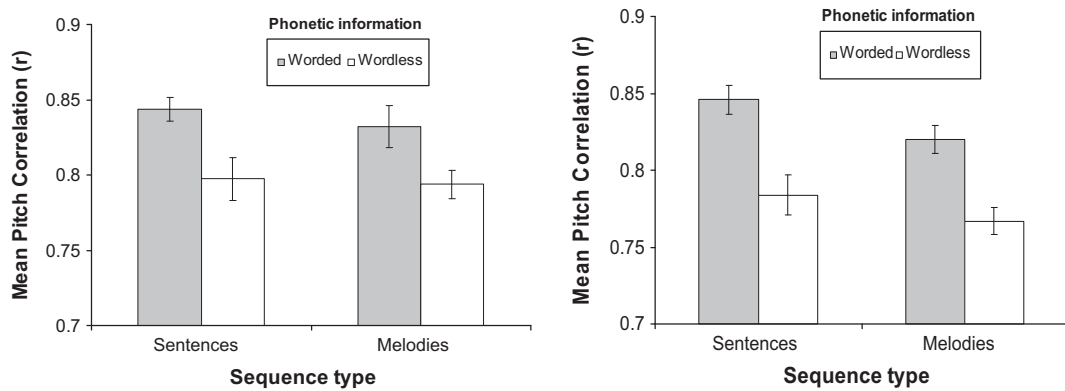 Phonetic information
Worded Wordless
0.9
0.85
0.8
0.75
0.7
Mean Pitch Correlation (r)
Sentences Melodies
Sequence type
Phonetic information
Worded Wordless
0.9
0.85
0.8
0.75
0.7
Mean Pitch Correlation (r)
Sentences Melodies
Sequence type